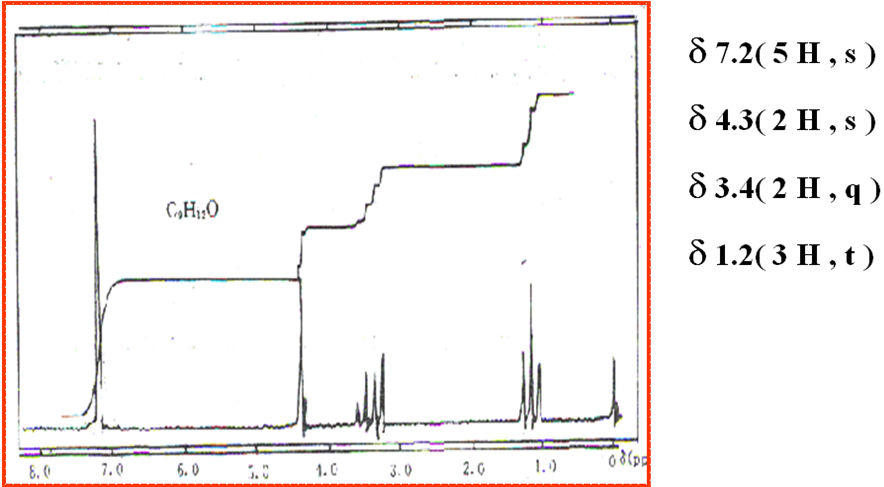 δ 7.2( 5 H , s )
δ 4.3( 2 H , s )
δ 3.4( 2 H , q )
δ 1.2( 3 H , t )
C₉H₁₂O
8.0 7.0 6.0 5.0 4.0 3.0 2.0 1.0 0 δ(pp